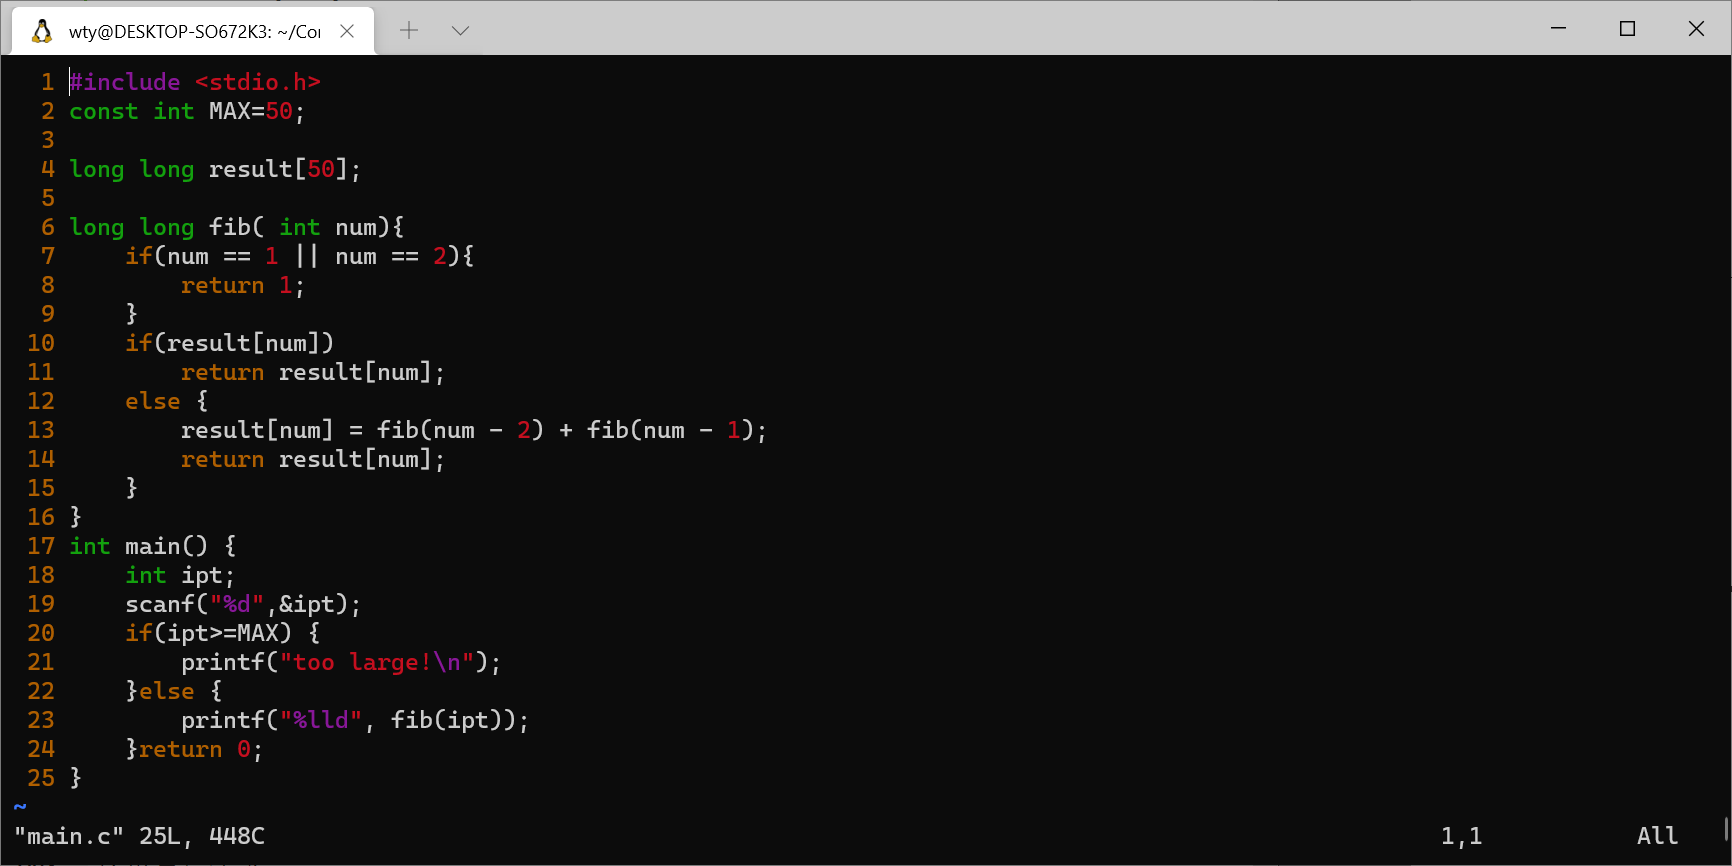 wty@DESKTOP-SO672K3: ~/Co
1 #include <stdio.h>
2 const int MAX=50;
3
4 long long result[50];
5
6 long long fib( int num){
7     if(num == 1 || num == 2){
8         return 1;
9     }
10     if(result[num])
11         return result[num];
12     else {
13         result[num] = fib(num - 2) + fib(num - 1);
14         return result[num];
15     }
16 }
17 int main() {
18     int ipt;
19     scanf("%d",&ipt);
20     if(ipt>=MAX) {
21         printf("too large!\n");
22     }else {
23         printf("%lld", fib(ipt));
24     }return 0;
25 }
~
"main.c" 25L, 448C 1,1 All